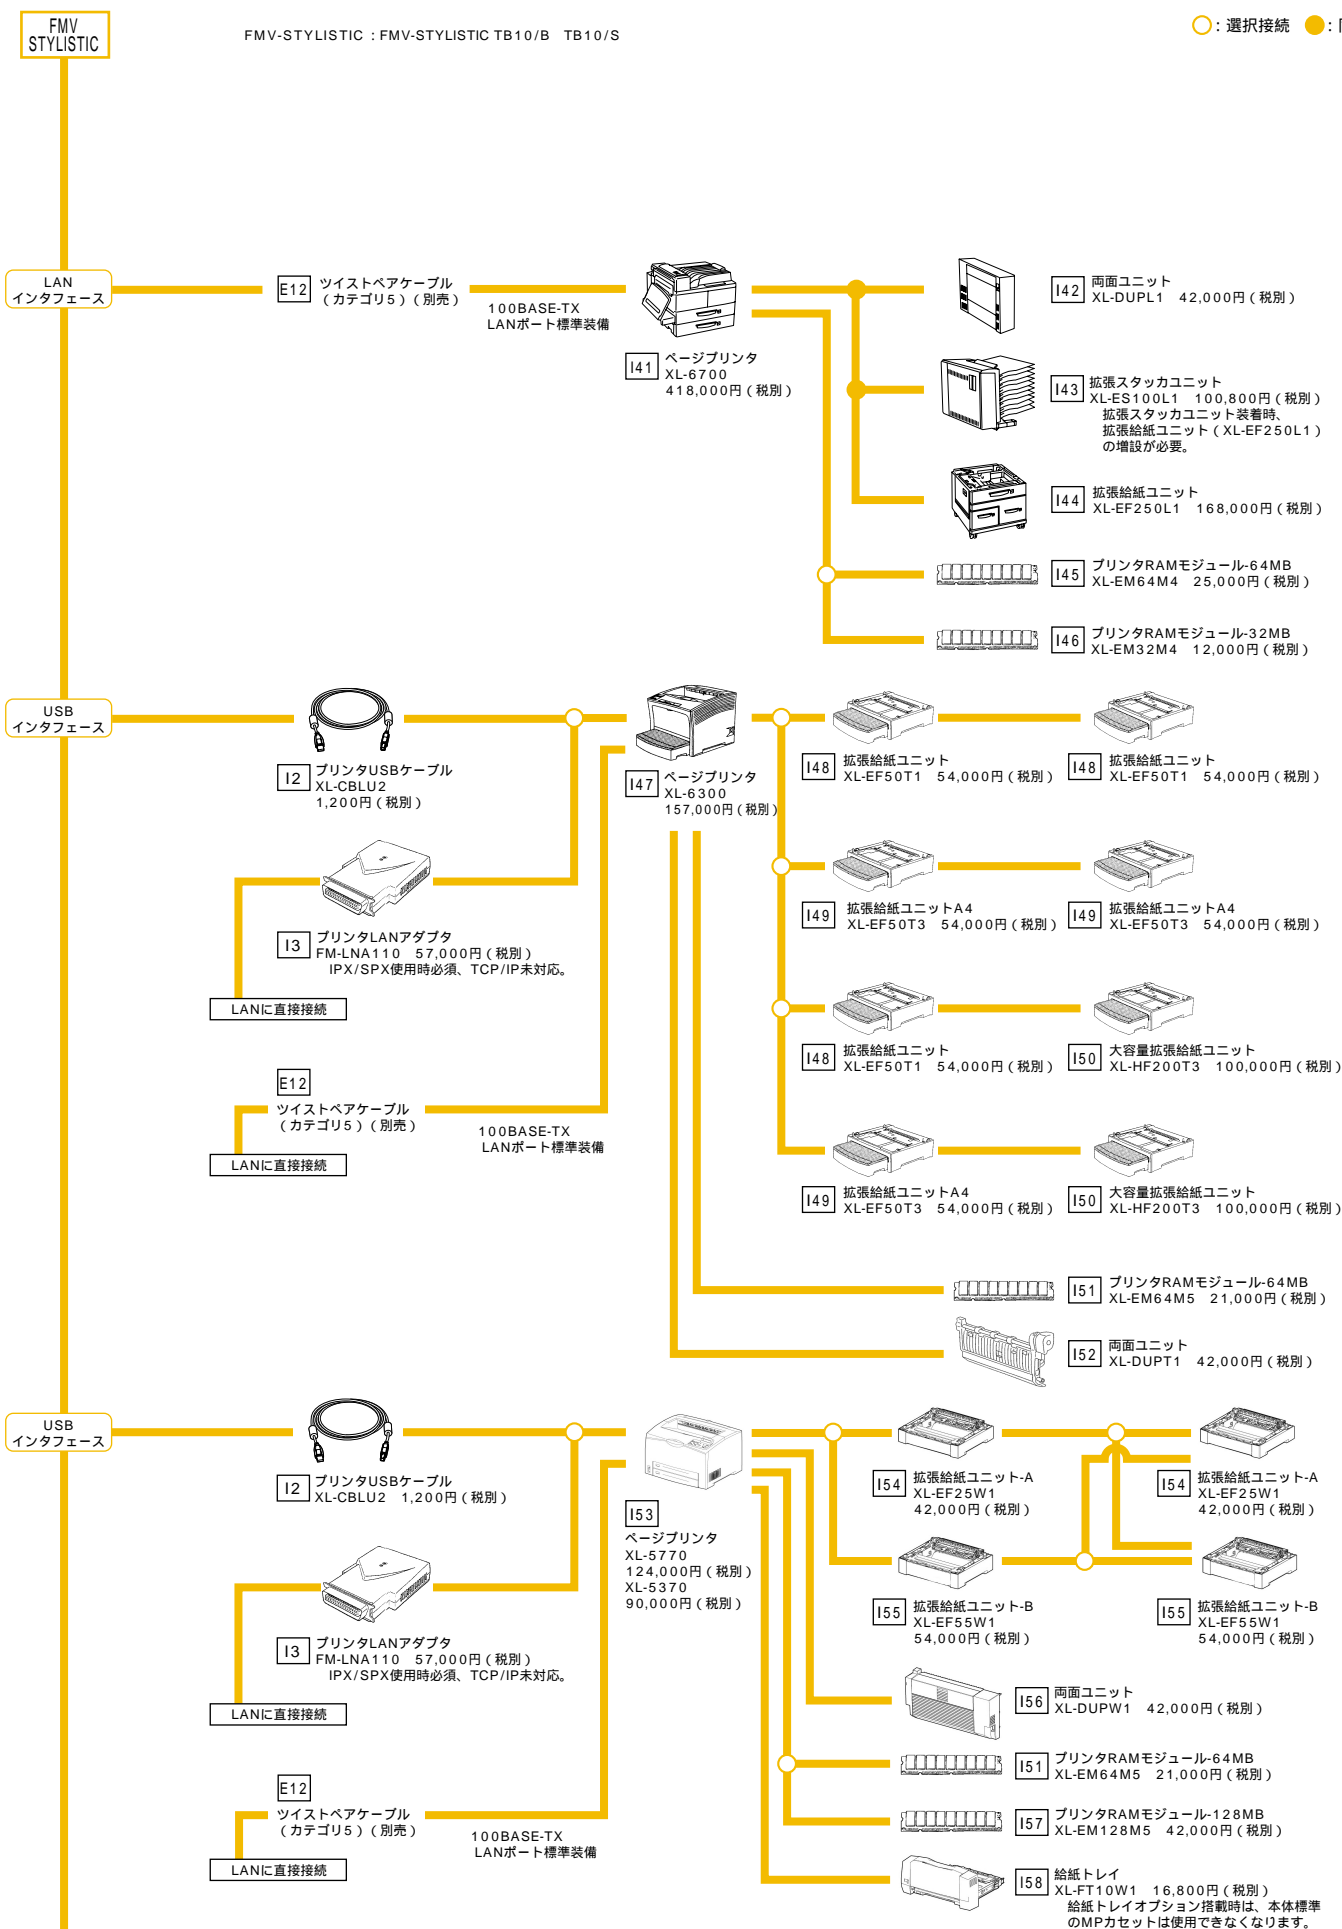 FMV
STYLISTIC
FMV-STYLISTIC : FMV-STYLISTIC TB10/B　TB10/S
○ : 選択接続　● :
LAN
インタフェース
E12 ツイストペアケーブル
（カテゴリ5）（別売）
100BASE-TX
LANポート標準装備
I41 ページプリンタ
XL-6700
418,000円（税別）
I42 両面ユニット
XL-DUPL1　42,000円（税別）
I43 拡張スタッカユニット
XL-ES100L1　100,800円（税別）
拡張スタッカユニット装着時、
拡張給紙ユニット（XL-EF250L1）
の増設が必要。
I44 拡張給紙ユニット
XL-EF250L1　168,000円（税別）
I45 プリンタRAMモジュール-64MB
XL-EM64M4　25,000円（税別）
I46 プリンタRAMモジュール-32MB
XL-EM32M4　12,000円（税別）
USB
インタフェース
I2 プリンタUSBケーブル
XL-CBLU2
1,200円（税別）
I47 ページプリンタ
XL-6300
157,000円（税別）
I48 拡張給紙ユニット
XL-EF50T1　54,000円（税別）
I48 拡張給紙ユニット
XL-EF50T1　54,000円（税別）
I3 プリンタLANアダプタ
FM-LNA110　57,000円（税別）
IPX/SPX使用時必須、TCP/IP未対応。
LANに直接接続
I49 拡張給紙ユニットA4
XL-EF50T3　54,000円（税別）
I49 拡張給紙ユニットA4
XL-EF50T3　54,000円（税別）
I48 拡張給紙ユニット
XL-EF50T1　54,000円（税別）
I50 大容量拡張給紙ユニット
XL-HF200T3　100,000円（税別）
E12
ツイストペアケーブル
（カテゴリ5）（別売）
100BASE-TX
LANポート標準装備
LANに直接接続
I49 拡張給紙ユニットA4
XL-EF50T3　54,000円（税別）
I50 大容量拡張給紙ユニット
XL-HF200T3　100,000円（税別）
I51 プリンタRAMモジュール-64MB
XL-EM64M5　21,000円（税別）
I52 両面ユニット
XL-DUPT1　42,000円（税別）
USB
インタフェース
I2 プリンタUSBケーブル
XL-CBLU2　1,200円（税別）
I53
ページプリンタ
XL-5770
124,000円（税別）
XL-5370
90,000円（税別）
I54 拡張給紙ユニット-A
XL-EF25W1
42,000円（税別）
I54 拡張給紙ユニット-A
XL-EF25W1
42,000円（税別）
I55 拡張給紙ユニット-B
XL-EF55W1
54,000円（税別）
I55 拡張給紙ユニット-B
XL-EF55W1
54,000円（税別）
I3 プリンタLANアダプタ
FM-LNA110　57,000円（税別）
IPX/SPX使用時必須、TCP/IP未対応。
LANに直接接続
I56 両面ユニット
XL-DUPW1　42,000円（税別）
I51 プリンタRAMモジュール-64MB
XL-EM64M5　21,000円（税別）
E12
ツイストペアケーブル
（カテゴリ5）（別売）
100BASE-TX
LANポート標準装備
LANに直接接続
I57 プリンタRAMモジュール-128MB
XL-EM128M5　42,000円（税別）
I58 給紙トレイ
XL-FT10W1　16,800円（税別）
給紙トレイオプション搭載時は、本体標準
のMPカセットは使用できなくなります。